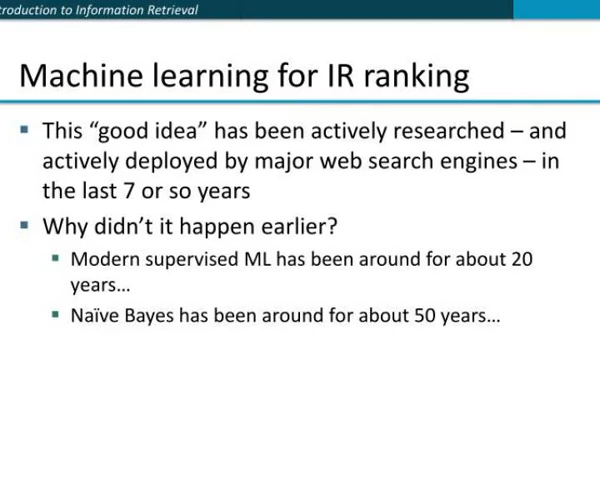 troduction to Information Retrieval
Machine learning for IR ranking
▪ This “good idea” has been actively researched – and
actively deployed by major web search engines – in
the last 7 or so years
▪ Why didn’t it happen earlier?
▪ Modern supervised ML has been around for about 20
years…
▪ Naïve Bayes has been around for about 50 years…